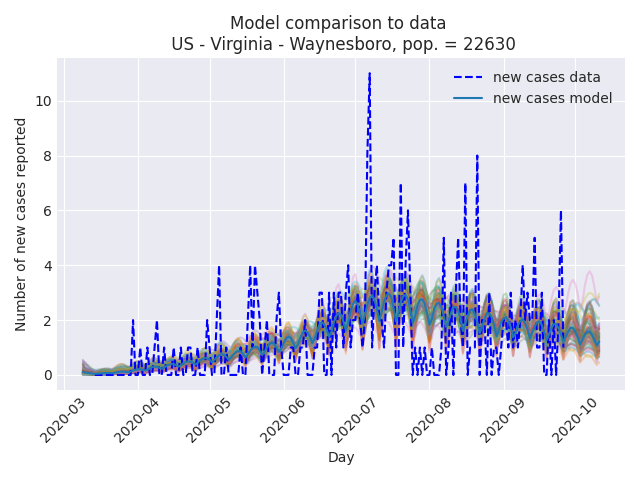 Model comparison to data
US - Virginia - Waynesboro, pop. = 22630
new cases data
new cases model
Number of new cases reported
10
8
6
4
2
0
2020-03
2020-04
2020-05
2020-06
2020-07
2020-08
2020-09
2020-10
Day